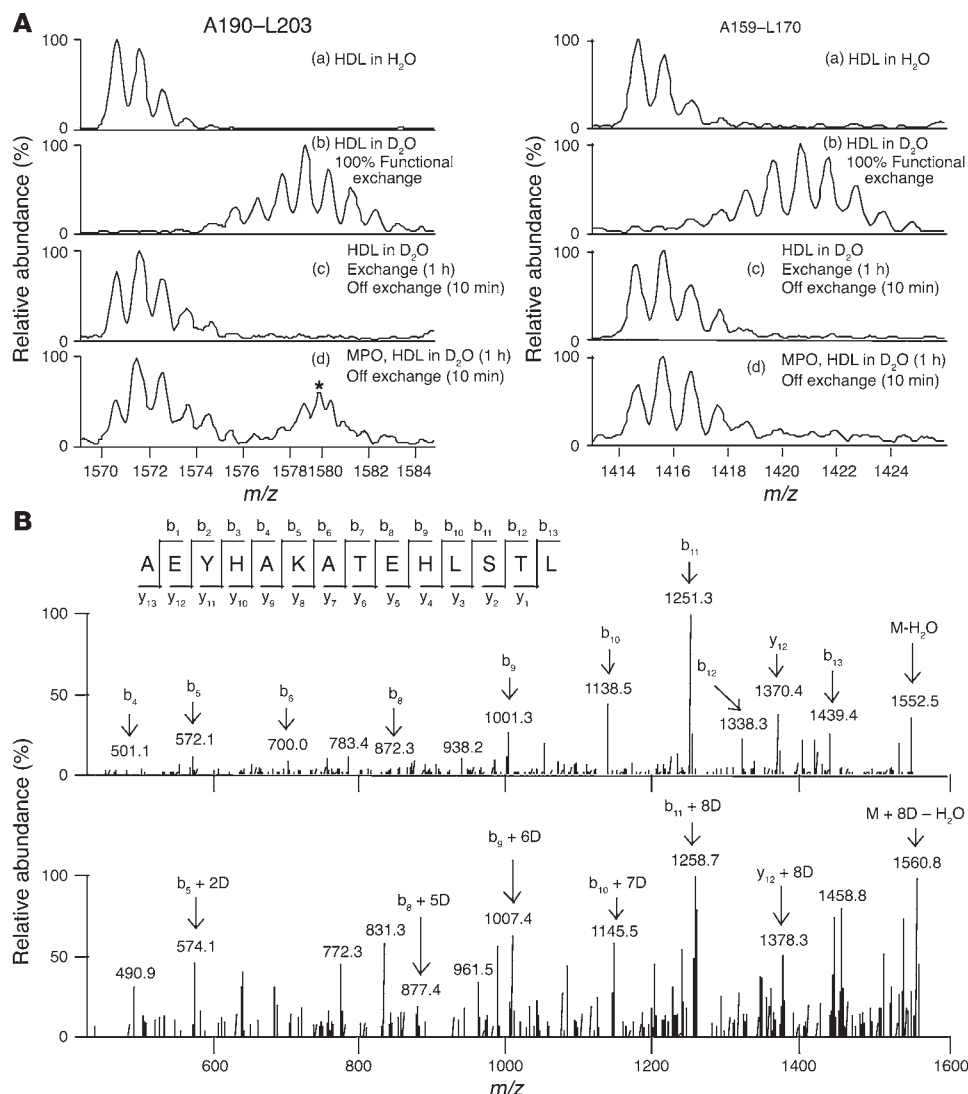 A
A190–L203
100
(a) HDL in H2O
0
100
(b) HDL in D2O
100% Functional
exchange
0
100
HDL in D2O
(c) Exchange (1 h)
Off exchange (10 min)
0
100
(d) MPO, HDL in D2O (1 h)
Off exchange (10 min)
*
0
1570 1572 1574 1576 1578 1580 1582 1584
m/z
Relative abundance (%)
Relative abundance (%)
A159–L170
100
(a) HDL in H2O
0
100
(b) HDL in D2O
100% Functional
exchange
0
100
HDL in D2O
(c) Exchange (1 h)
Off exchange (10 min)
0
100
(d) MPO, HDL in D2O (1 h)
Off exchange (10 min)
0
1414 1416 1418 1420 1422 1424
m/z
Relative abundance (%)
Relative abundance (%)
B
b1 b2 b3 b4 b5 b6 b7 b8 b9 b10 b11 b12 b13
A E Y H A K A T E H L S T L
y13 y12 y11 y10 y9 y8 y7 y6 y5 y4 y3 y2 y1
100
50
0
b4
501.1
b5
572.1
b6
700.0
783.4
b8
872.3
938.2
b9
1001.3
b10
1138.5
b11
1251.3
b12
1338.3
y12
1370.4
b13
1439.4
M-H2O
1552.5
Relative abundance (%)
100
50
0
490.9
b5 + 2D
574.1
772.3
831.3
b8 + 5D
877.4
961.5
b9 + 6D
1007.4
b10 + 7D
1145.5
b11 + 8D
1258.7
y12 + 8D
1378.3
1458.8
M + 8D – H2O
1560.8
600 800 1000 1200 1400 1600
m/z